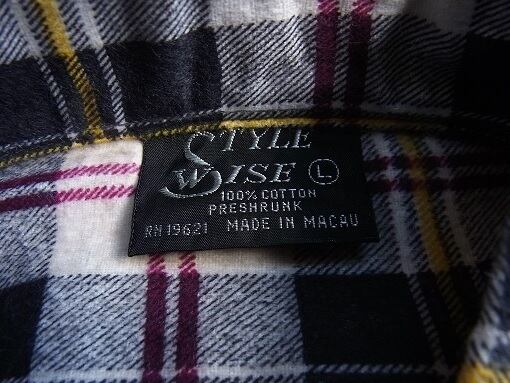 STYLE
WISE L
100% COTTON
PRESHRUNK
RN 19621 MADE IN MACAU